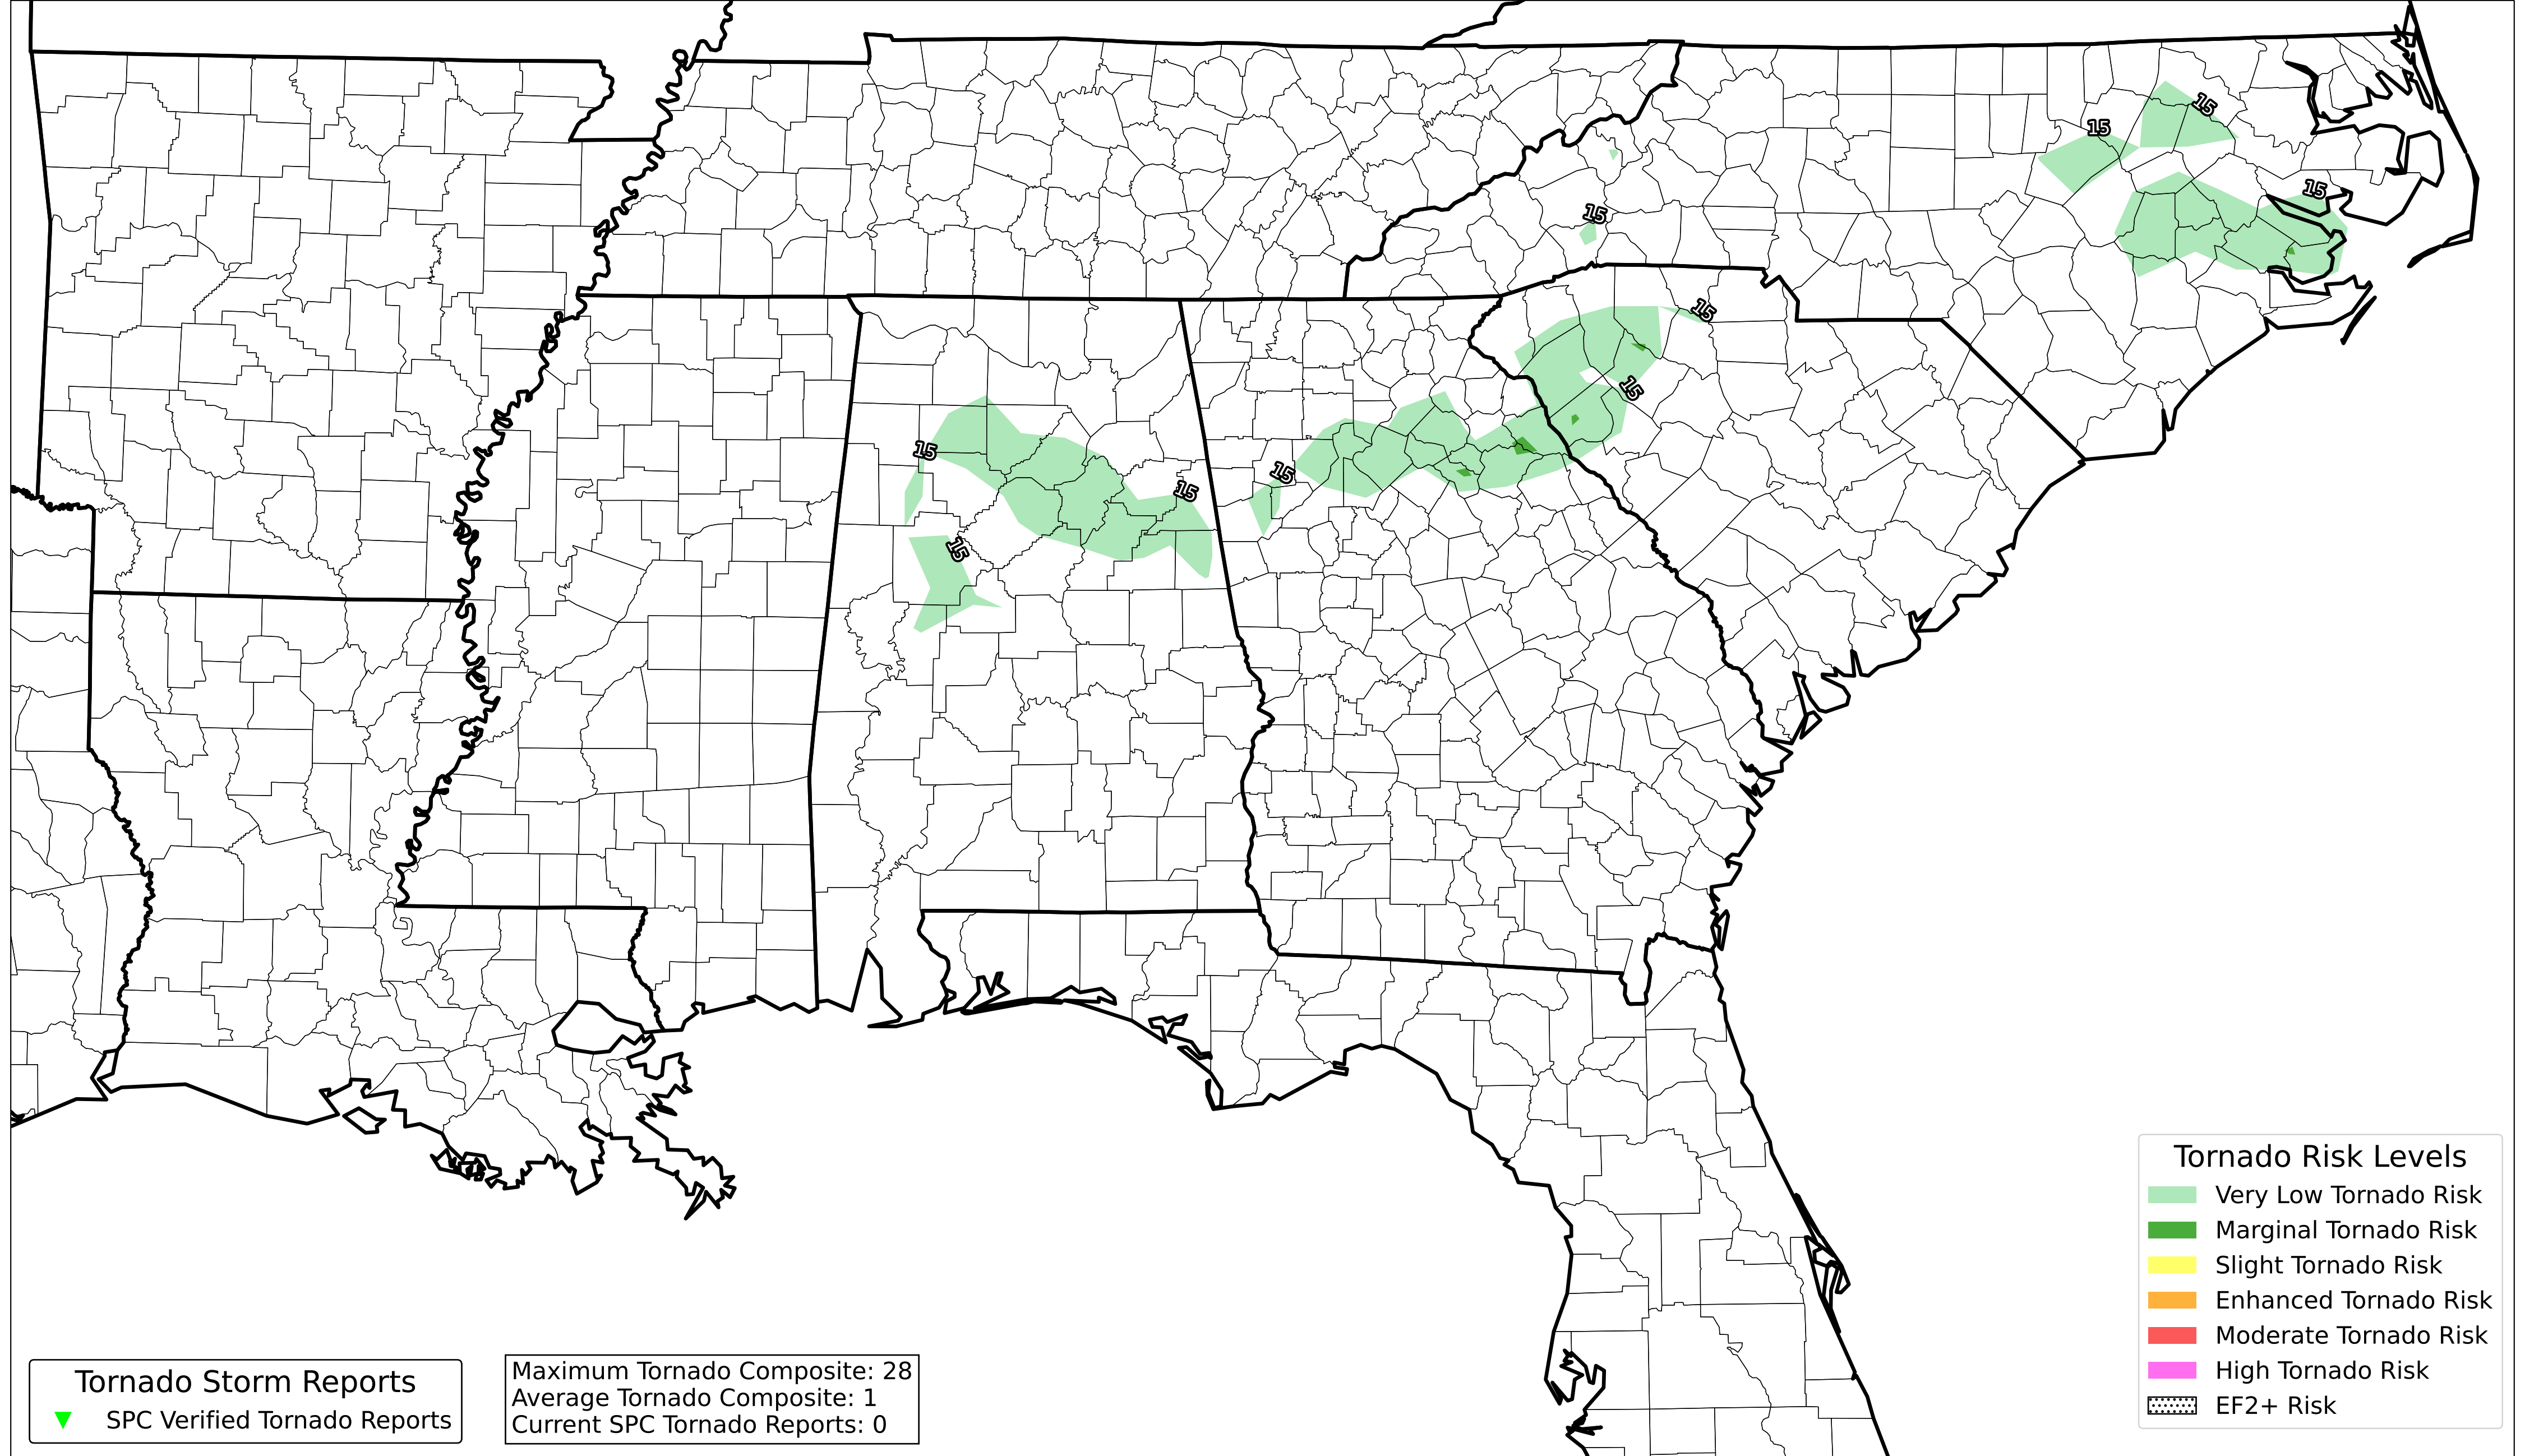 15
15
15
15
15
15
15
15
15
15
Tornado Risk Levels
Very Low Tornado Risk
Marginal Tornado Risk
Slight Tornado Risk
Enhanced Tornado Risk
Moderate Tornado Risk
High Tornado Risk
EF2+ Risk
Tornado Storm Reports
SPC Verified Tornado Reports
Maximum Tornado Composite: 28
Average Tornado Composite: 1
Current SPC Tornado Reports: 0